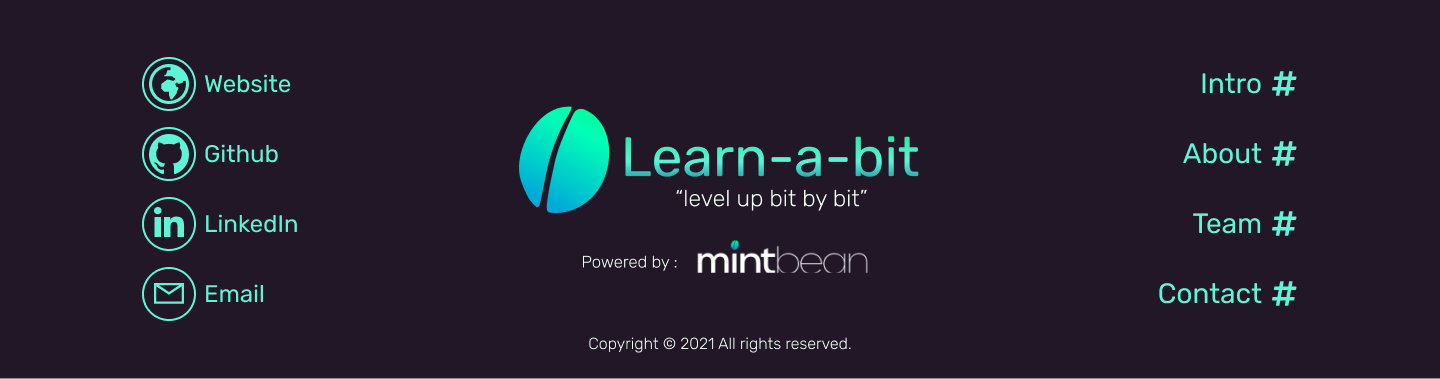 Website
Github
LinkedIn
Email
Learn-a-bit
“level up bit by bit”
Powered by : mintbean
Copyright © 2021 All rights reserved.
Intro #
About #
Team #
Contact #